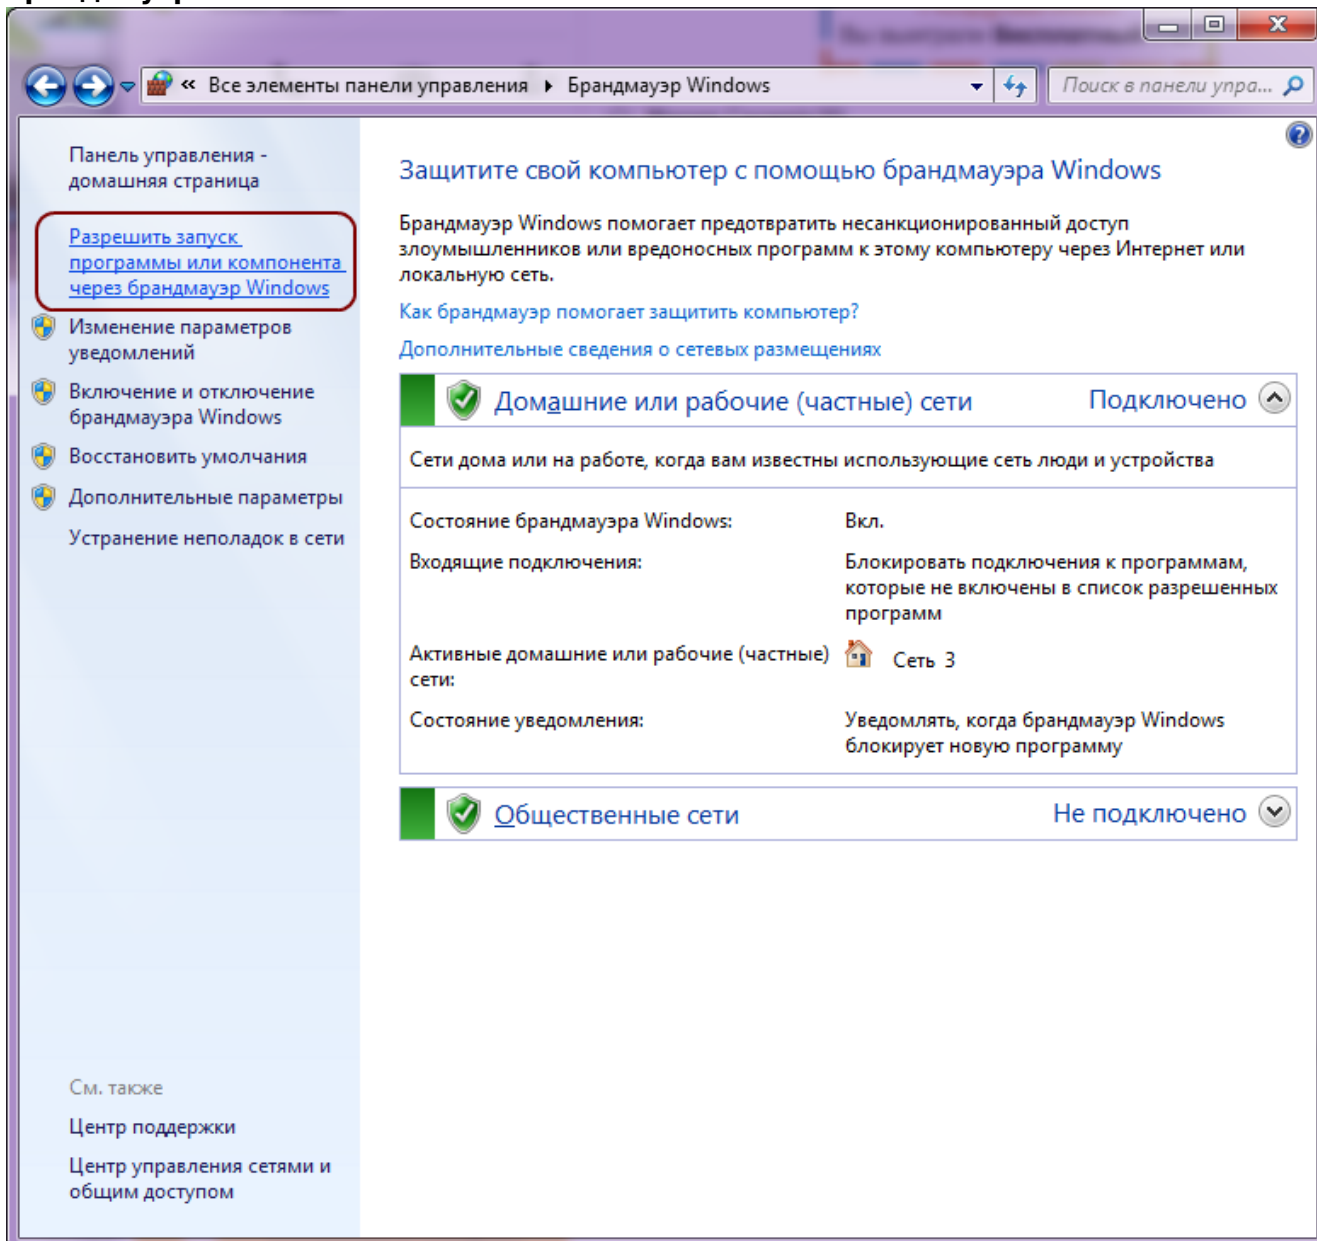 « Все элементы панели управления ▸ Брандмауэр Windows
Поиск в панели упра...
Панель управления -
домашняя страница
Разрешить запуск
программы или компонента
через брандмауэр Windows
Изменение параметров
уведомлений
Включение и отключение
брандмауэра Windows
Восстановить умолчания
Дополнительные параметры
Устранение неполадок в сети
См. также
Центр поддержки
Центр управления сетями и
общим доступом
Защитите свой компьютер с помощью брандмауэра Windows
Брандмауэр Windows помогает предотвратить несанкционированный доступ
злоумышленников или вредоносных программ к этому компьютеру через Интернет или
локальную сеть.
Как брандмауэр помогает защитить компьютер?
Дополнительные сведения о сетевых размещениях
Домашние или рабочие (частные) сети Подключено
Сети дома или на работе, когда вам известны использующие сеть люди и устройства
Состояние брандмауэра Windows: Вкл.
Входящие подключения: Блокировать подключения к программам,
которые не включены в список разрешенных
программ
Активные домашние или рабочие (частные) Сеть 3
сети:
Состояние уведомления: Уведомлять, когда брандмауэр Windows
блокирует новую программу
Общественные сети Не подключено